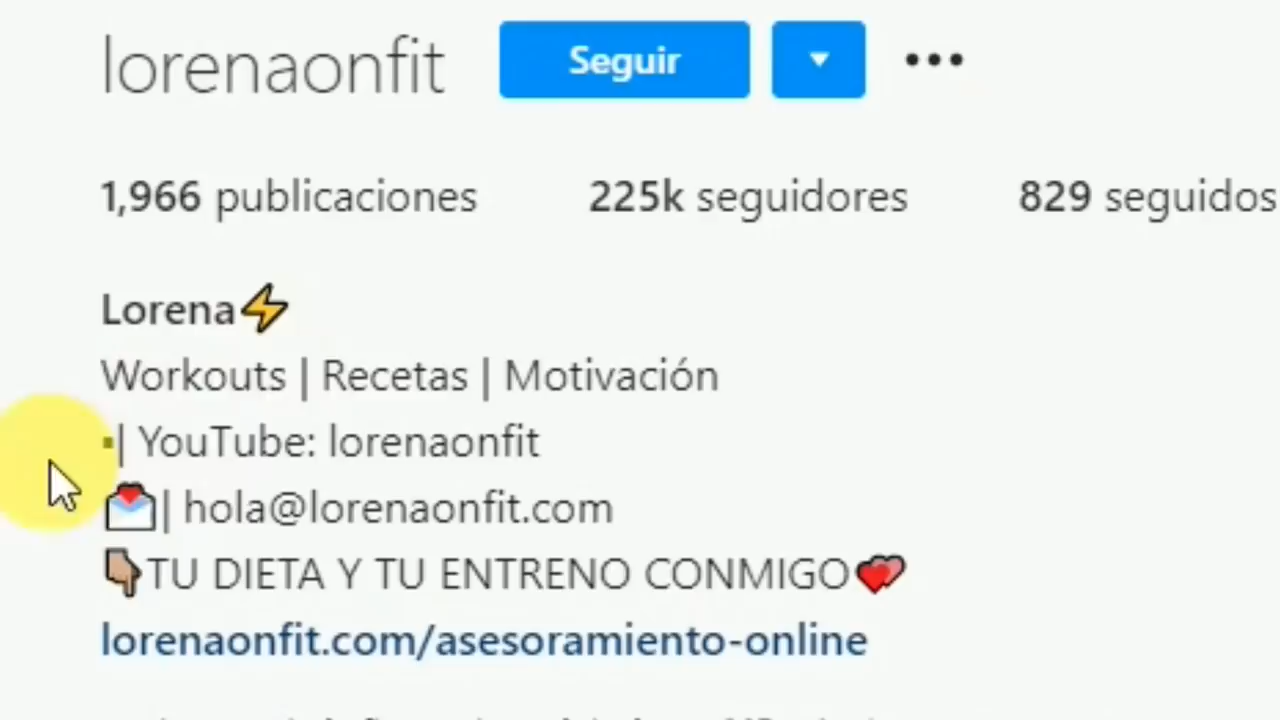 lorenaonfit Seguir
1,966 publicaciones 225k seguidores 829 seguidos
Lorena⚡
Workouts | Recetas | Motivación
▪| YouTube: lorenaonfit
💌| hola@lorenaonfit.com
👇🏽TU DIETA Y TU ENTRENO CONMIGO💕
lorenaonfit.com/asesoramiento-online